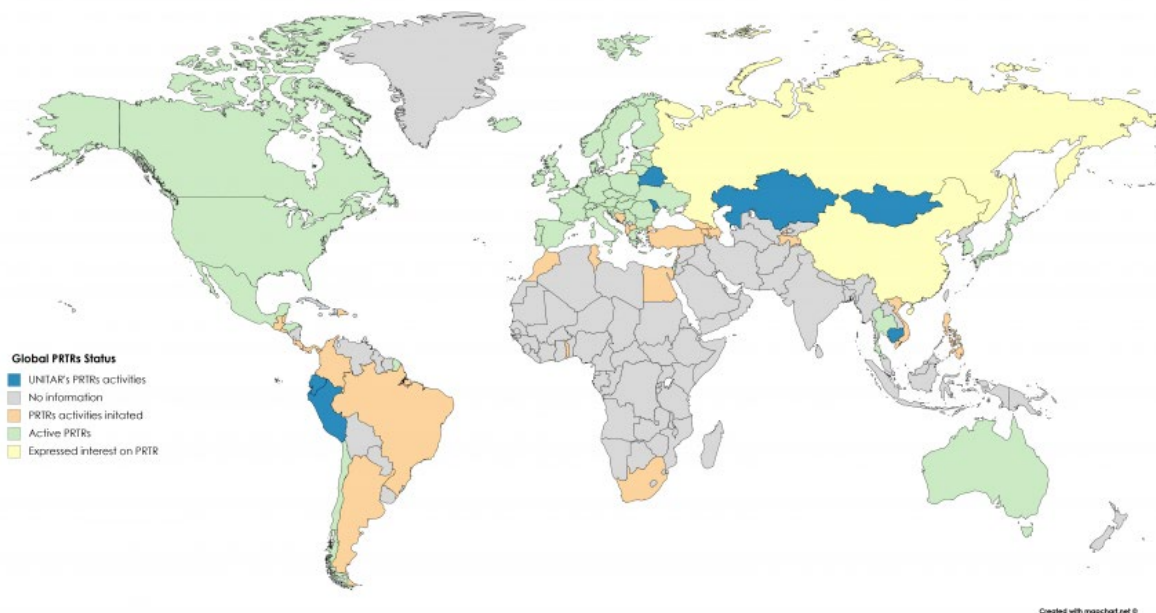 Global PRTRs Status
UNITAR's PRTRs activities
No information
PRTRs activities initated
Active PRTRs
Expressed interest on PRTR
Created with mapchart.net ©